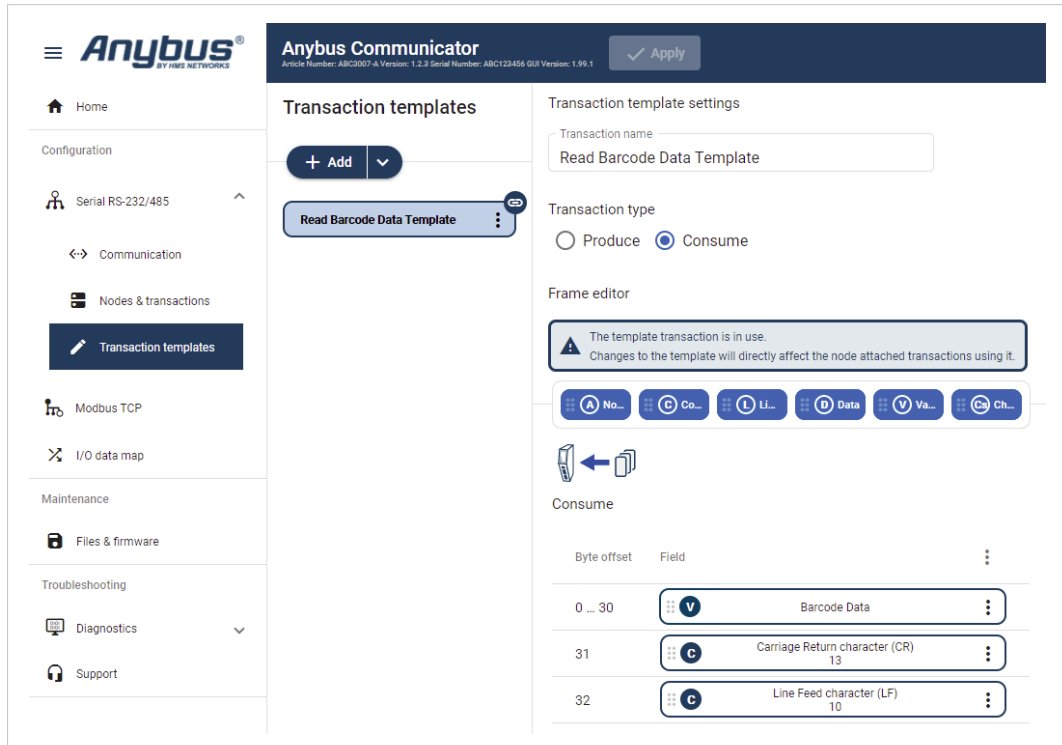 Anybus®
BY HMS NETWORKS
Anybus Communicator
Article Number: ABC3007-A Version: 1.2.3 Serial Number: ABC123456 GUI Version: 1.99.1
Apply
Home
Configuration
Serial RS-232/485
Communication
Nodes & transactions
Transaction templates
Modbus TCP
I/O data map
Maintenance
Files & firmware
Troubleshooting
Diagnostics
Support
Transaction templates
+ Add
Read Barcode Data Template
Transaction template settings
Transaction name
Read Barcode Data Template
Transaction type
Produce
Consume
Frame editor
The template transaction is in use.
Changes to the template will directly affect the node attached transactions using it.
A No...
C Co...
L Li...
D Data
V Va...
Cs Ch...
Consume
Byte offset Field
0 ... 30 V Barcode Data
31 C Carriage Return character (CR)
13
32 C Line Feed character (LF)
10